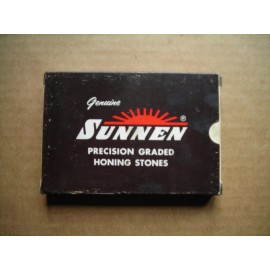 Genuine
SUNNEN®
PRECISION GRADED
HONING STONES